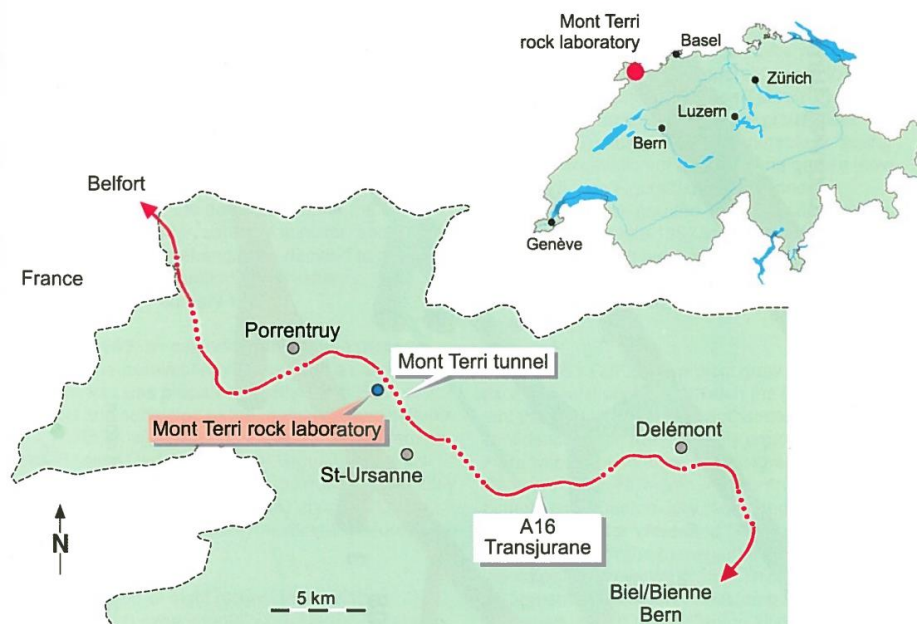 Mont Terri
rock laboratory
Basel
Zürich
Luzern
Bern
Genève
Belfort
France
Porrentruy
Mont Terri tunnel
Mont Terri rock laboratory
St-Ursanne
Delémont
A16
Transjurane
N
5 km
Biel/Bienne
Bern